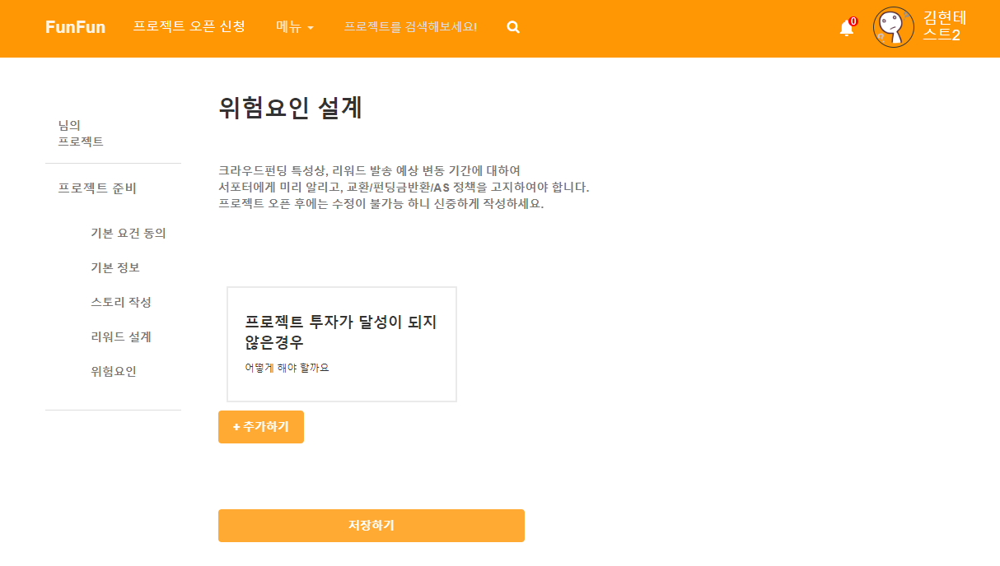 FunFun 프로젝트 오픈 신청 메뉴 프로젝트를 검색해보세요! 0 김현테
스트2
위험요인 설계
님의
프로젝트
프로젝트 준비
기본 요건 동의
기본 정보
스토리 작성
리워드 설계
위험요인
크라우드펀딩 특성상, 리워드 발송 예상 변동 기간에 대하여
서포터에게 미리 알리고, 교환/펀딩금반환/AS 정책을 고지하여야 합니다.
프로젝트 오픈 후에는 수정이 불가능 하니 신중하게 작성하세요.
프로젝트 투자가 달성이 되지
않은경우
어떻게 해야 할까요
+ 추가하기
저장하기